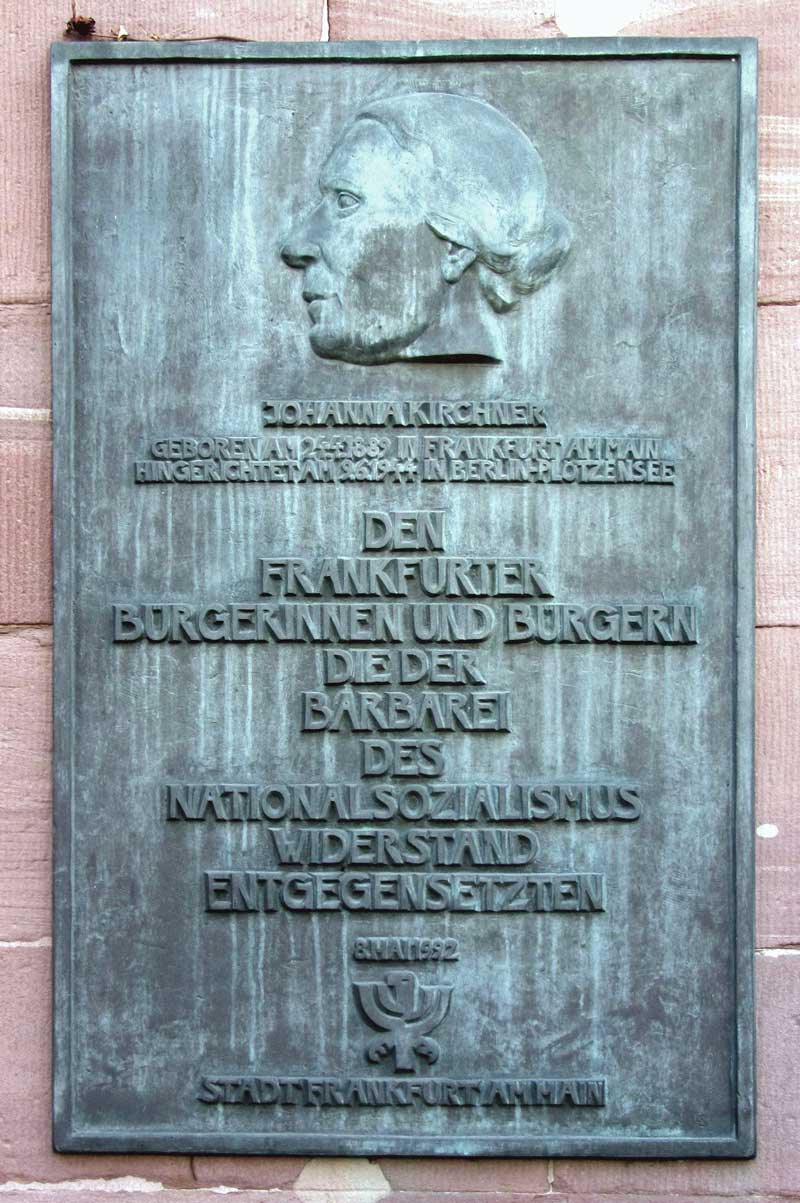 JOHANNA KIRCHNER
GEBOREN AM 24.4.1889 IN FRANKFURT AM MAIN
HINGERICHTET AM 9.6.1944 IN BERLIN-PLÖTZENSEE
DEN
FRANKFURTER
BÜRGERINNEN UND BÜRGERN
DIE DER
BARBAREI
DES
NATIONALSOZIALISMUS
WIDERSTAND
ENTGEGENSETZTEN
8.MAI 1992
STADT FRANKFURT AM MAIN